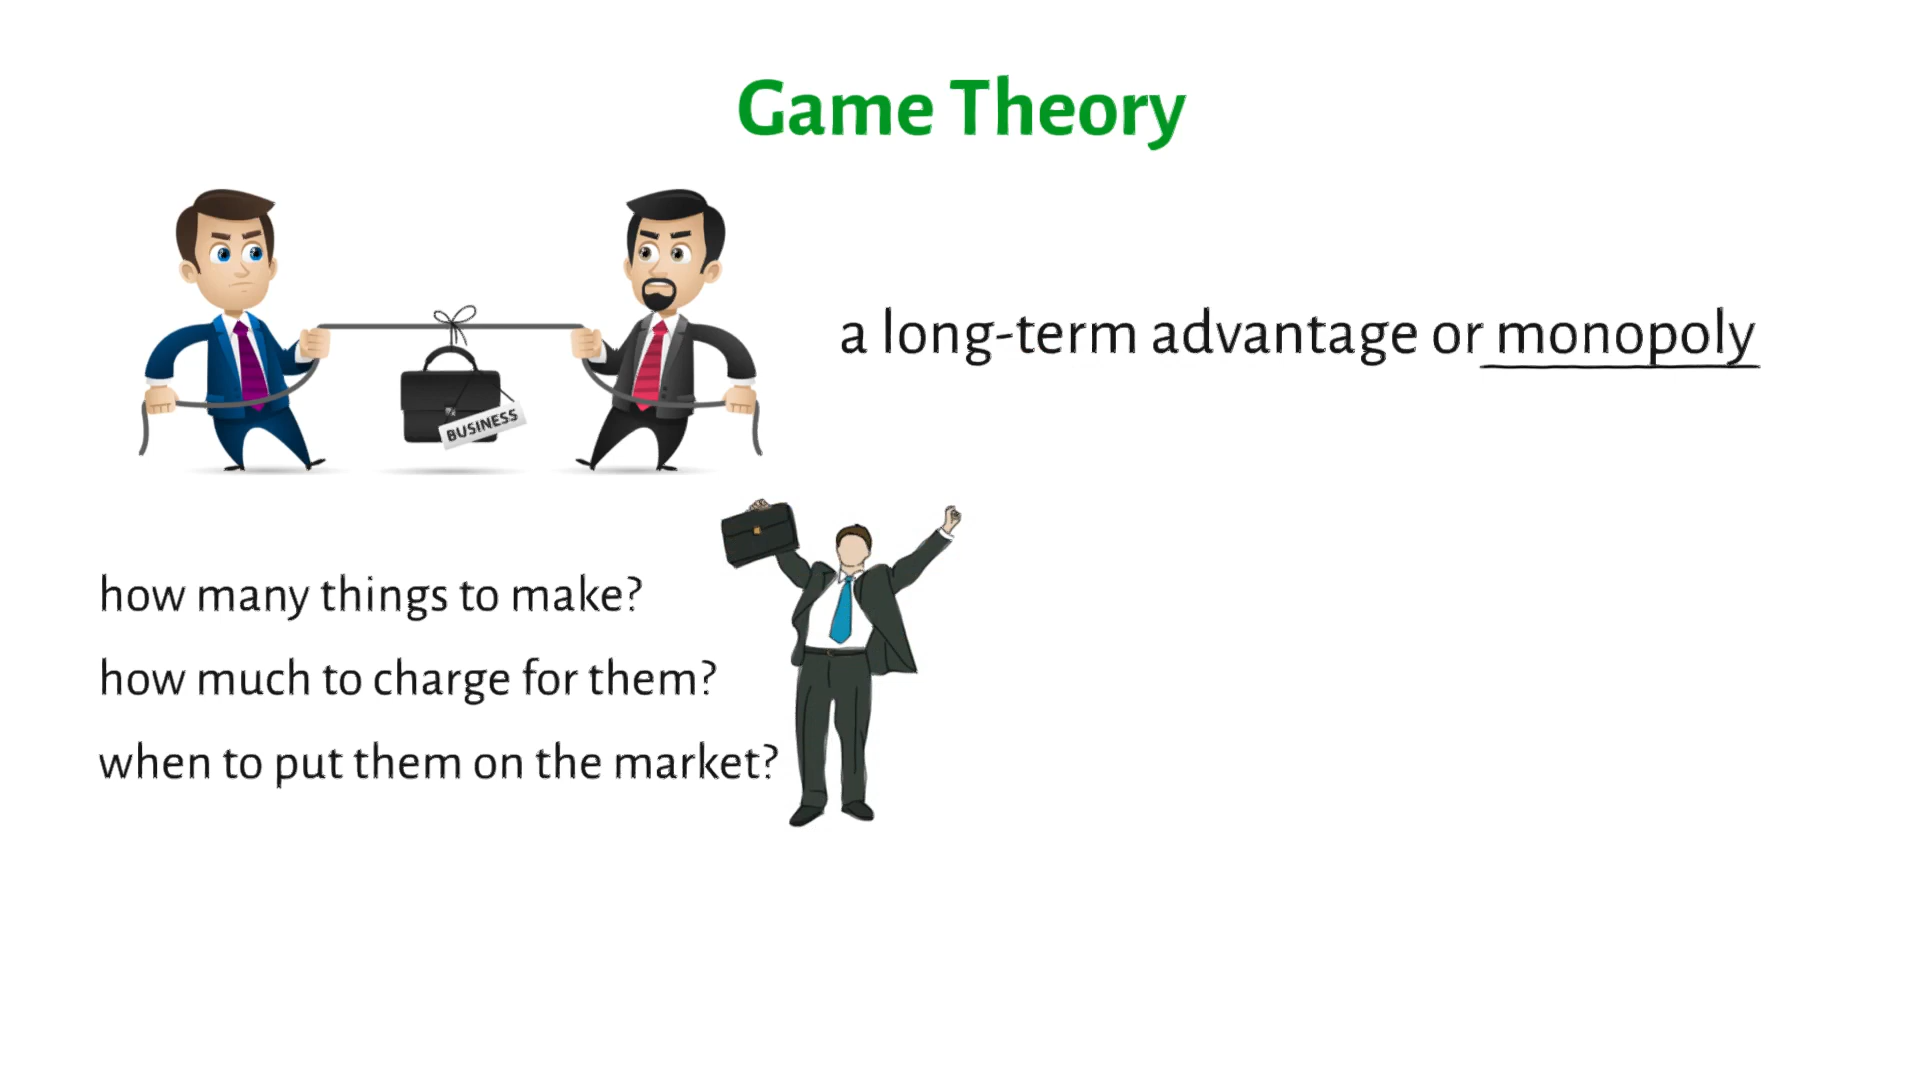 Game Theory
BUSINESS
a long-term advantage or monopoly
how many things to make?
how much to charge for them?
when to put them on the market?